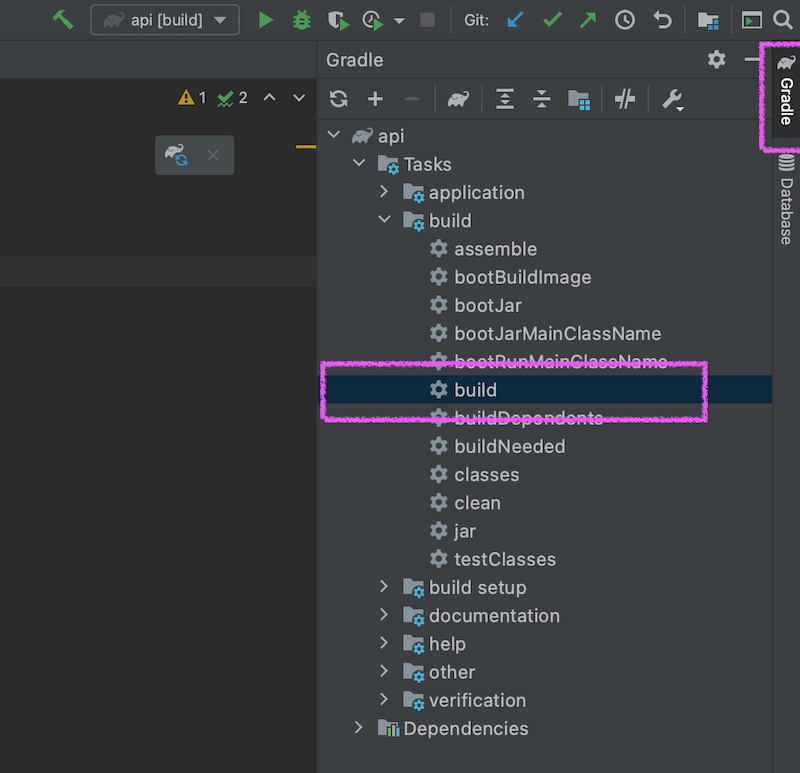 api [build]
Git:
Gradle
1
2
api
Tasks
application
build
assemble
bootBuildImage
bootJar
bootJarMainClassName
bootRunMainClassName
build
buildDependents
buildNeeded
classes
clean
jar
testClasses
build setup
documentation
help
other
verification
Dependencies
Gradle
Database